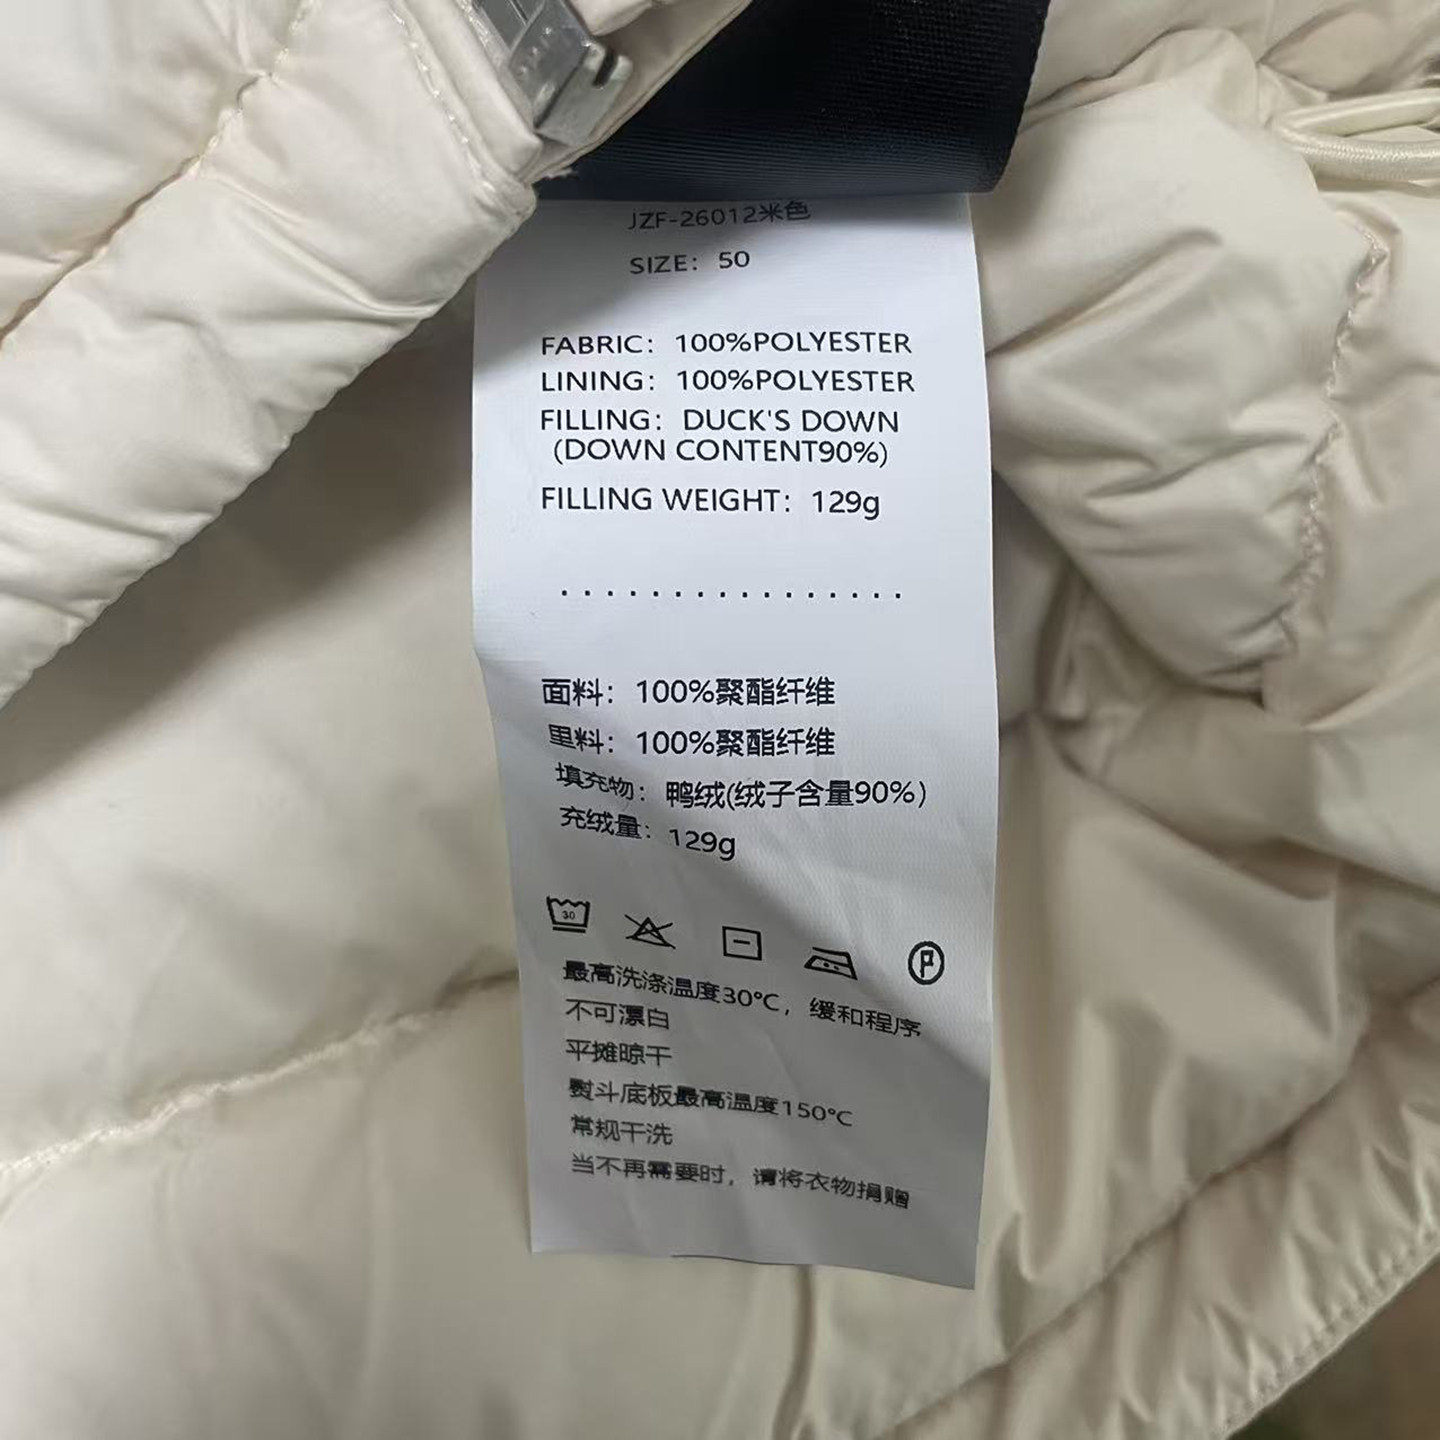 JZF-26012米色
SIZE: 50
FABRIC: 100%POLYESTER
LINING: 100%POLYESTER
FILLING: DUCK'S DOWN
(DOWN CONTENT90%)
FILLING WEIGHT: 129g
................
面料：100%聚酯纤维
里料：100%聚酯纤维
填充物：鸭绒(绒子含量90%)
充绒量：129g
30 P
最高洗涤温度30℃，缓和程序
不可漂白
平摊晾干
熨斗底板最高温度150℃
常规干洗
当不再需要时，请将衣物捐赠